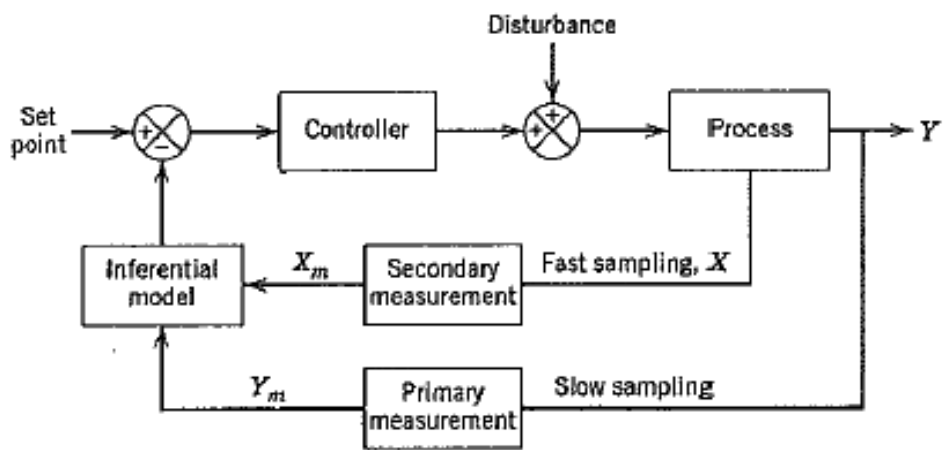 Disturbance
Set
point
+
−
Controller
+
+
Process
Y
Inferential
model
X_m
Secondary
measurement
Fast sampling, X
Y_m
Primary
measurement
Slow sampling